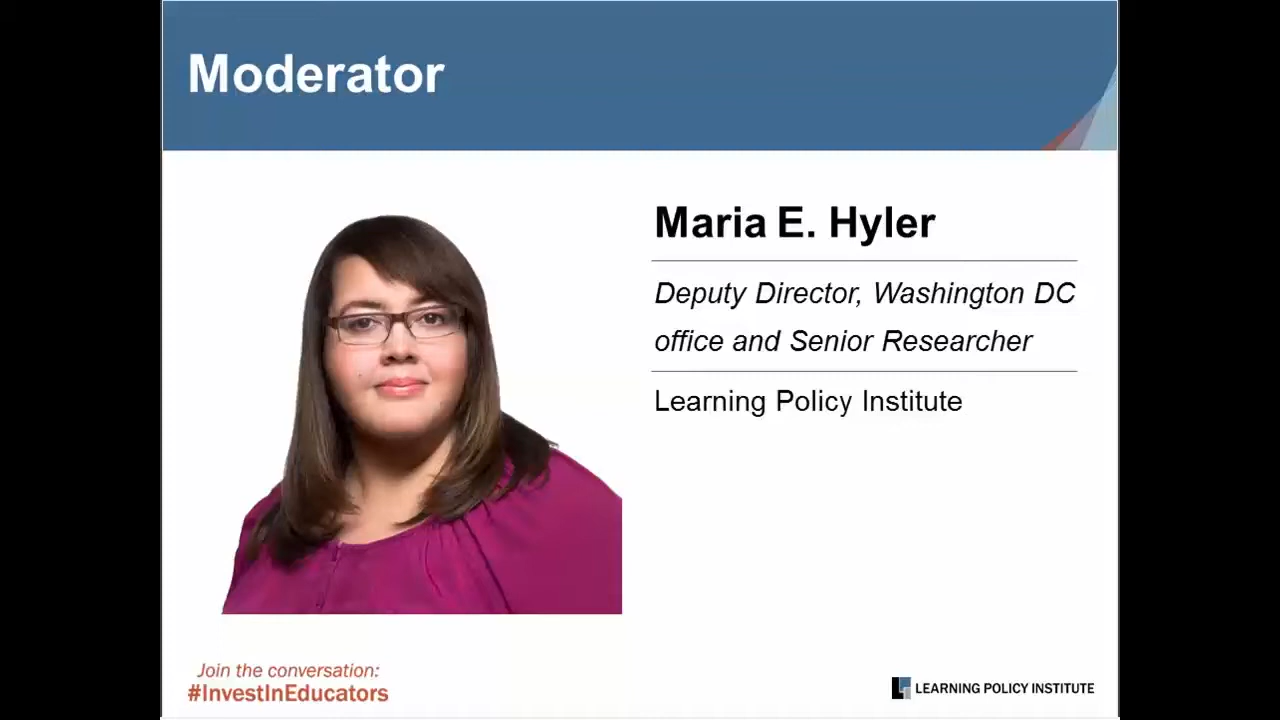 Moderator
Maria E. Hyler
Deputy Director, Washington DC
office and Senior Researcher
Learning Policy Institute
Join the conversation:
#InvestInEducators
LEARNING POLICY INSTITUTE